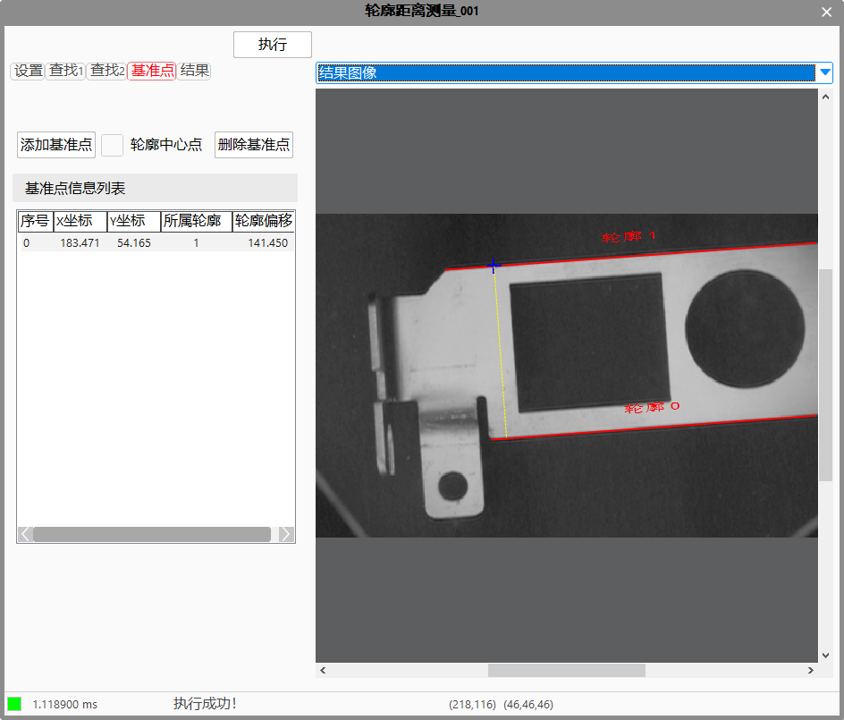 轮廓距离测量_001
执行
设置 查找1 查找2 基准点 结果
结果图像
添加基准点 轮廓中心点 删除基准点
基准点信息列表
序号 X坐标 Y坐标 所属轮廓 轮廓偏移
0 183.471 54.165 1 141.450
轮廓 1
轮廓 0
1.118900 ms 执行成功! (218,116) (46,46,46)